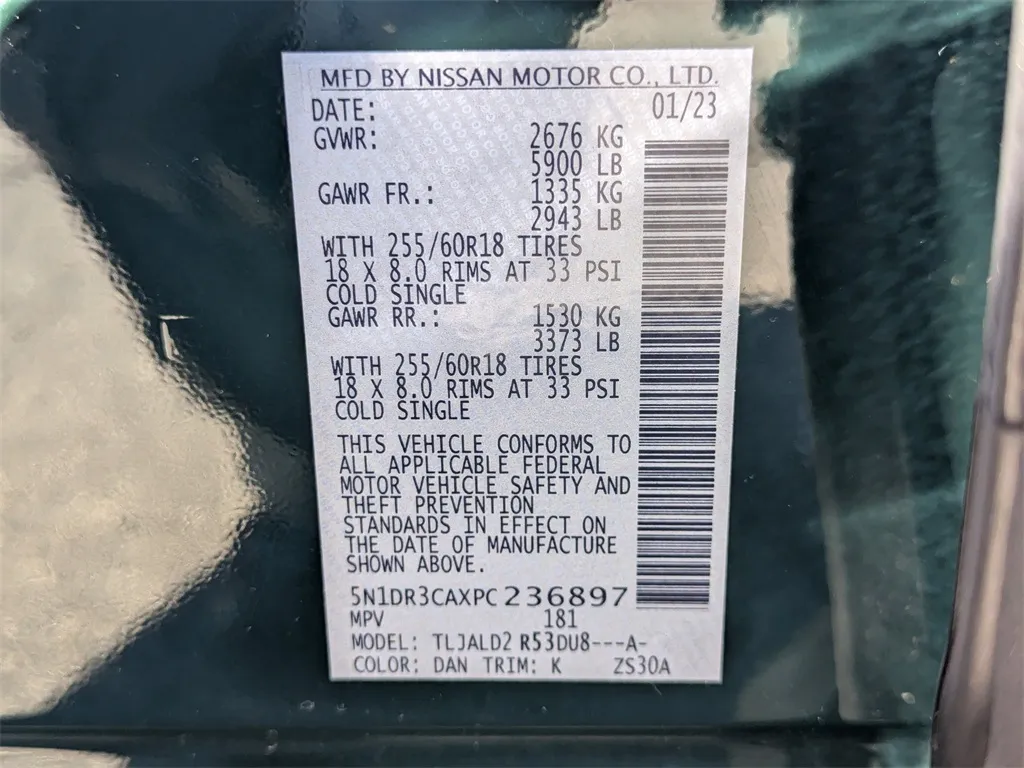 MFD BY NISSAN MOTOR CO., LTD.
DATE: 01/23
GVWR: 2676 KG
5900 LB
GAWR FR.: 1335 KG
2943 LB
WITH 255/60R18 TIRES
18 X 8.0 RIMS AT 33 PSI
COLD SINGLE
GAWR RR.: 1530 KG
3373 LB
WITH 255/60R18 TIRES
18 X 8.0 RIMS AT 33 PSI
COLD SINGLE
THIS VEHICLE CONFORMS TO
ALL APPLICABLE FEDERAL
MOTOR VEHICLE SAFETY AND
THEFT PREVENTION
STANDARDS IN EFFECT ON
THE DATE OF MANUFACTURE
SHOWN ABOVE.
5N1DR3CAXPC236897
MPV 181
MODEL: TLJALD2 R53DU8---A-
COLOR: DAN TRIM: K ZS30A